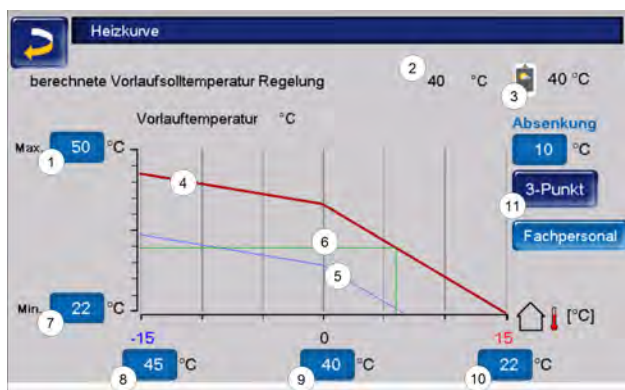 Heizkurve
berechnete Vorlaufsolltemperatur Regelung 2 40 °C 3 40 °C
Vorlauftemperatur °C
Absenkung
Max. 1 50 °C
10 °C
4
3-Punkt
11
6
Fachpersonal
5
Min. 7 22 °C
[°C]
-15 0 15
8 45 °C 9 40 °C 10 22 °C